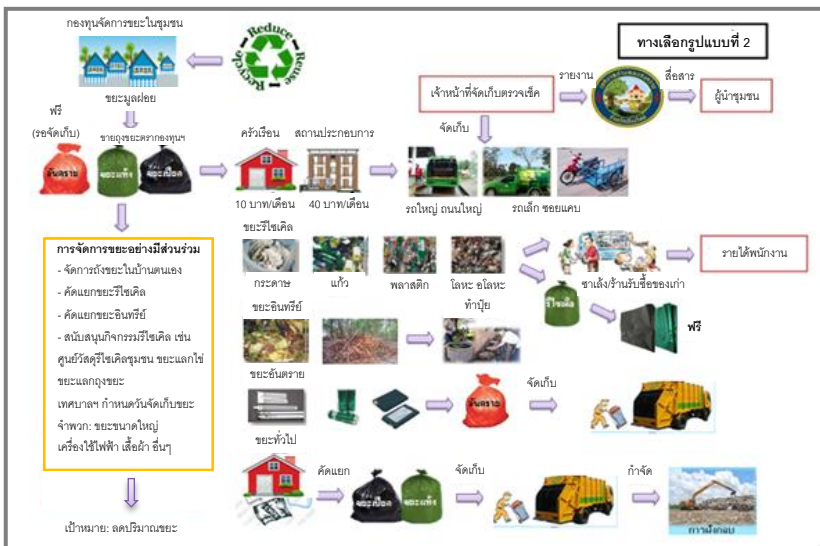 กองทุนจัดการขยะในชุมชน
Reduce
Reuse
Recycle
ทางเลือกรูปแบบที่ 2
ขยะมูลฝอย
เจ้าหน้าที่จัดเก็บตรวจเช็ค
รายงาน
สื่อสาร
ผู้นำชุมชน
ฟรี
(รอจัดเก็บ)
ขายถุงขยะตรากองทุนฯ
ครัวเรือน
สถานประกอบการ
จัดเก็บ
อันตราย
ขยะแห้ง
ขยะเปียก
10 บาท/เดือน
40 บาท/เดือน
รถใหญ่ ถนนใหญ่
รถเล็ก ซอยแคบ
การจัดการขยะอย่างมีส่วนร่วม
- จัดการถังขยะในบ้านตนเอง
- คัดแยกขยะรีไซเคิล
- คัดแยกขยะอินทรีย์
- สนับสนุนกิจกรรมรีไซเคิล เช่น
ศูนย์วัสดุรีไซเคิลชุมชน ขยะแลกไข่
ขยะแลกถุงขยะ
เทศบาลฯ กำหนดวันจัดเก็บขยะ
จำพวก: ขยะขนาดใหญ่
เครื่องใช้ไฟฟ้า เสื้อผ้า อื่นๆ
เป้าหมาย: ลดปริมาณขยะ
ขยะรีไซเคิล
กระดาษ
แก้ว
พลาสติก
โลหะ อโลหะ
ซาเล้ง/ร้านรับซื้อของเก่า
รายได้พนักงาน
รีไซเคิล
ฟรี
ขยะอินทรีย์
ทำปุ๋ย
ขยะอันตราย
อันตราย
จัดเก็บ
ขยะทั่วไป
คัดแยก
ขยะเปียก
ขยะแห้ง
จัดเก็บ
กำจัด
การฝังกลบ